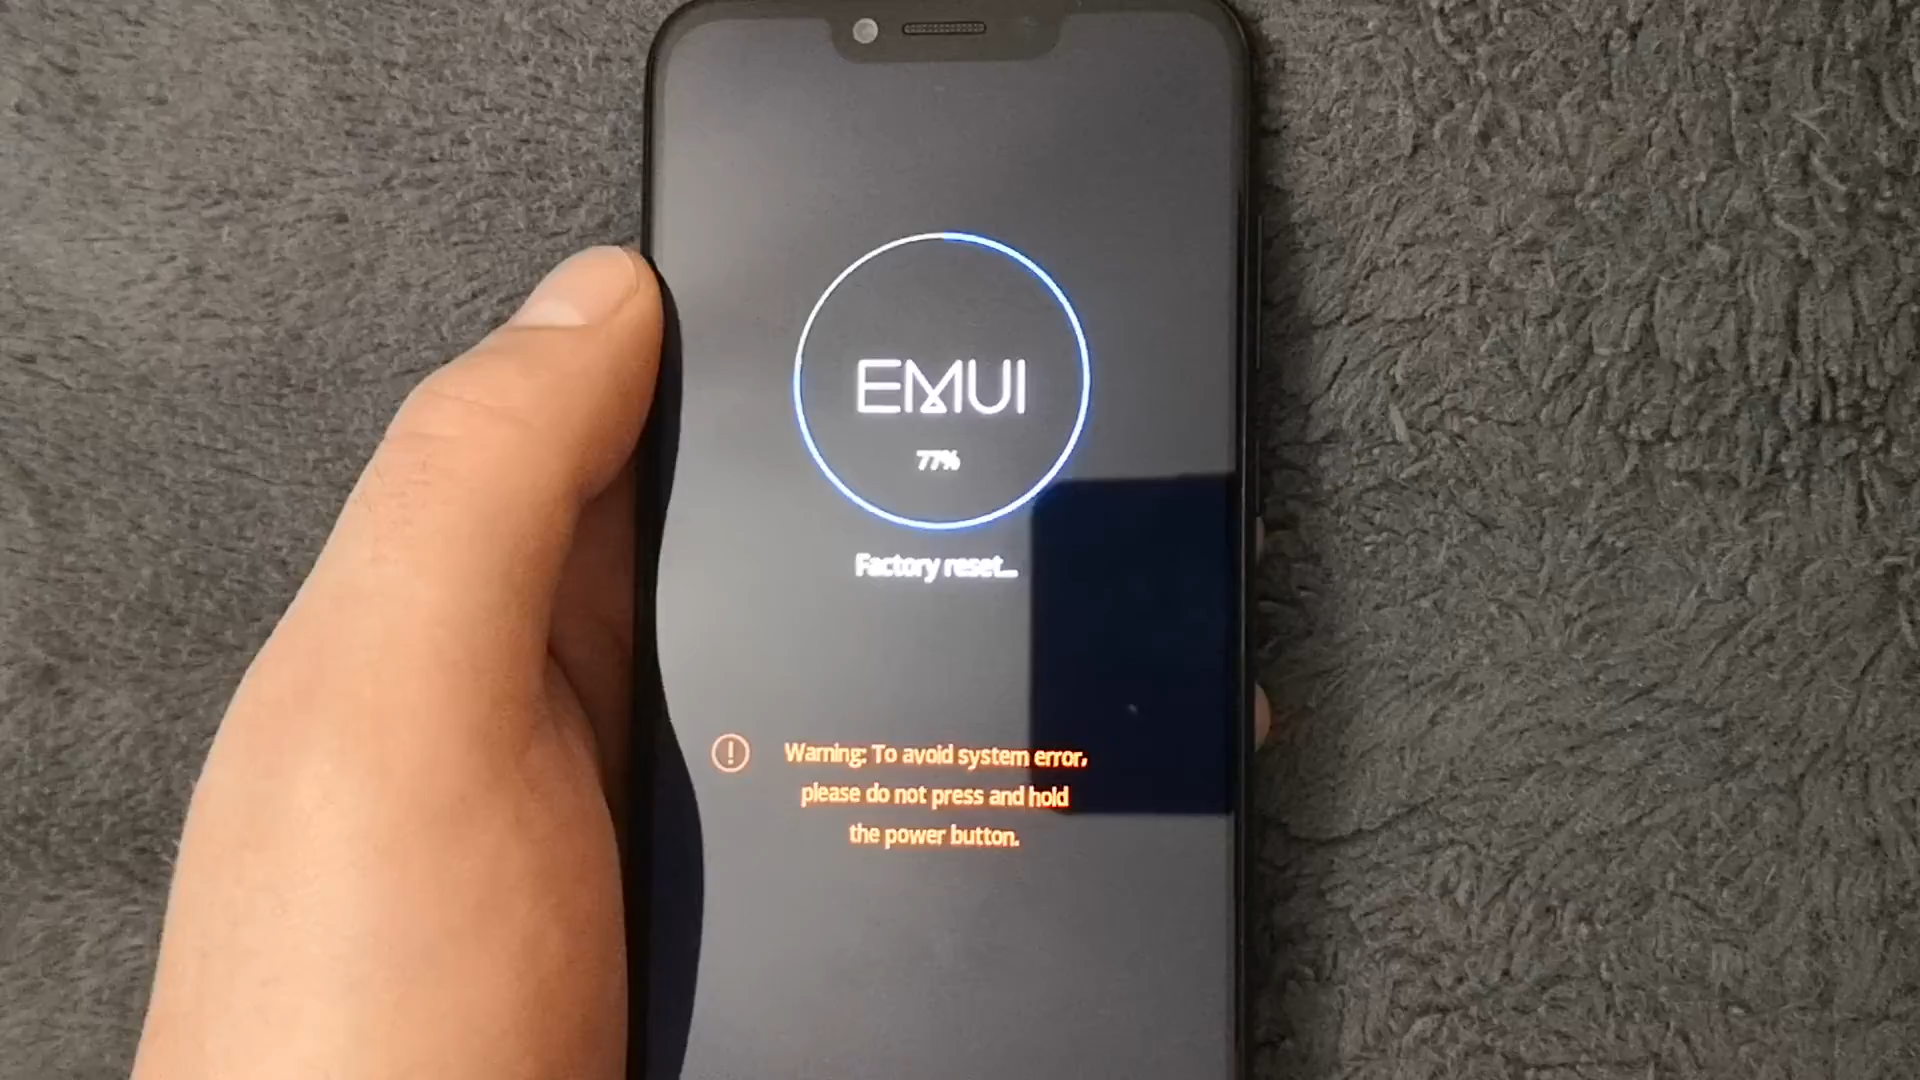 EMUI
77%
Factory reset...
Warning: To avoid system error,
please do not press and hold
the power button.